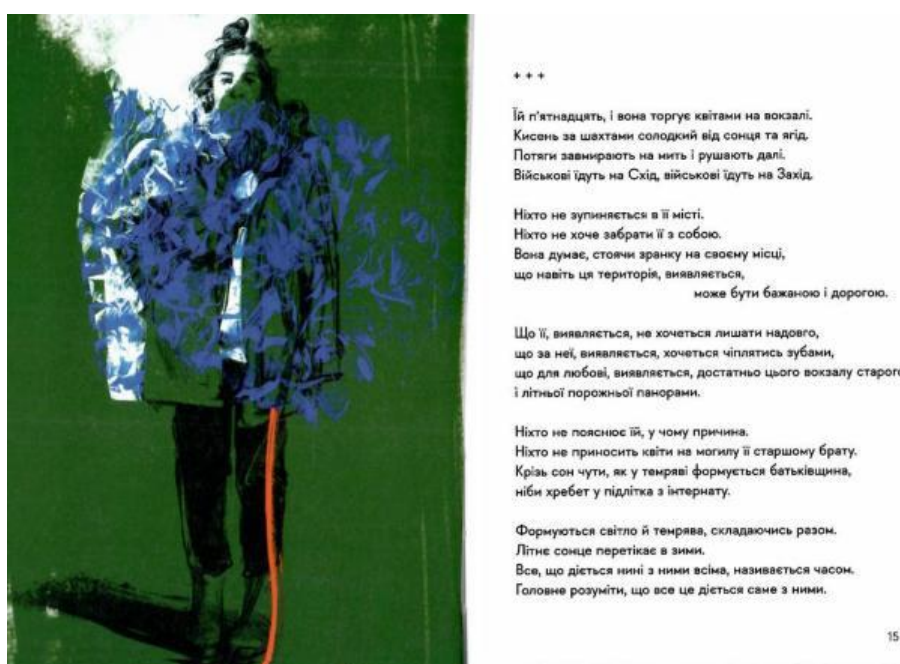 + + +
Їй п'ятнадцять, і вона торгує квітами на вокзалі.
Кисень за шахтами солодкий від сонця та ягід.
Потяги завмирають на мить і рушають далі.
Військові їдуть на Схід, військові їдуть на Захід.
Ніхто не зупиняється в її місті.
Ніхто не хоче забрати її з собою.
Вона думає, стоячи зранку на своєму місці,
що навіть ця територія, виявляється,
може бути бажаною і дорогою.
Що її, виявляється, не хочеться лишати надовго,
що за неї, виявляється, хочеться чіплятись зубами,
що для любові, виявляється, достатньо цього вокзалу старого
і літньої порожньої панорами.
Ніхто не пояснює їй, у чому причина.
Ніхто не приносить квіти на могилу її старшому брату.
Крізь сон чути, як у темряві формується батьківщина,
ніби хребет у підлітка з інтернату.
Формуються світло й темрява, складаючись разом.
Літнє сонце перетікає в зими.
Все, що діється нині з ними всіма, називається часом.
Головне розуміти, що все це діється саме з ними.
15